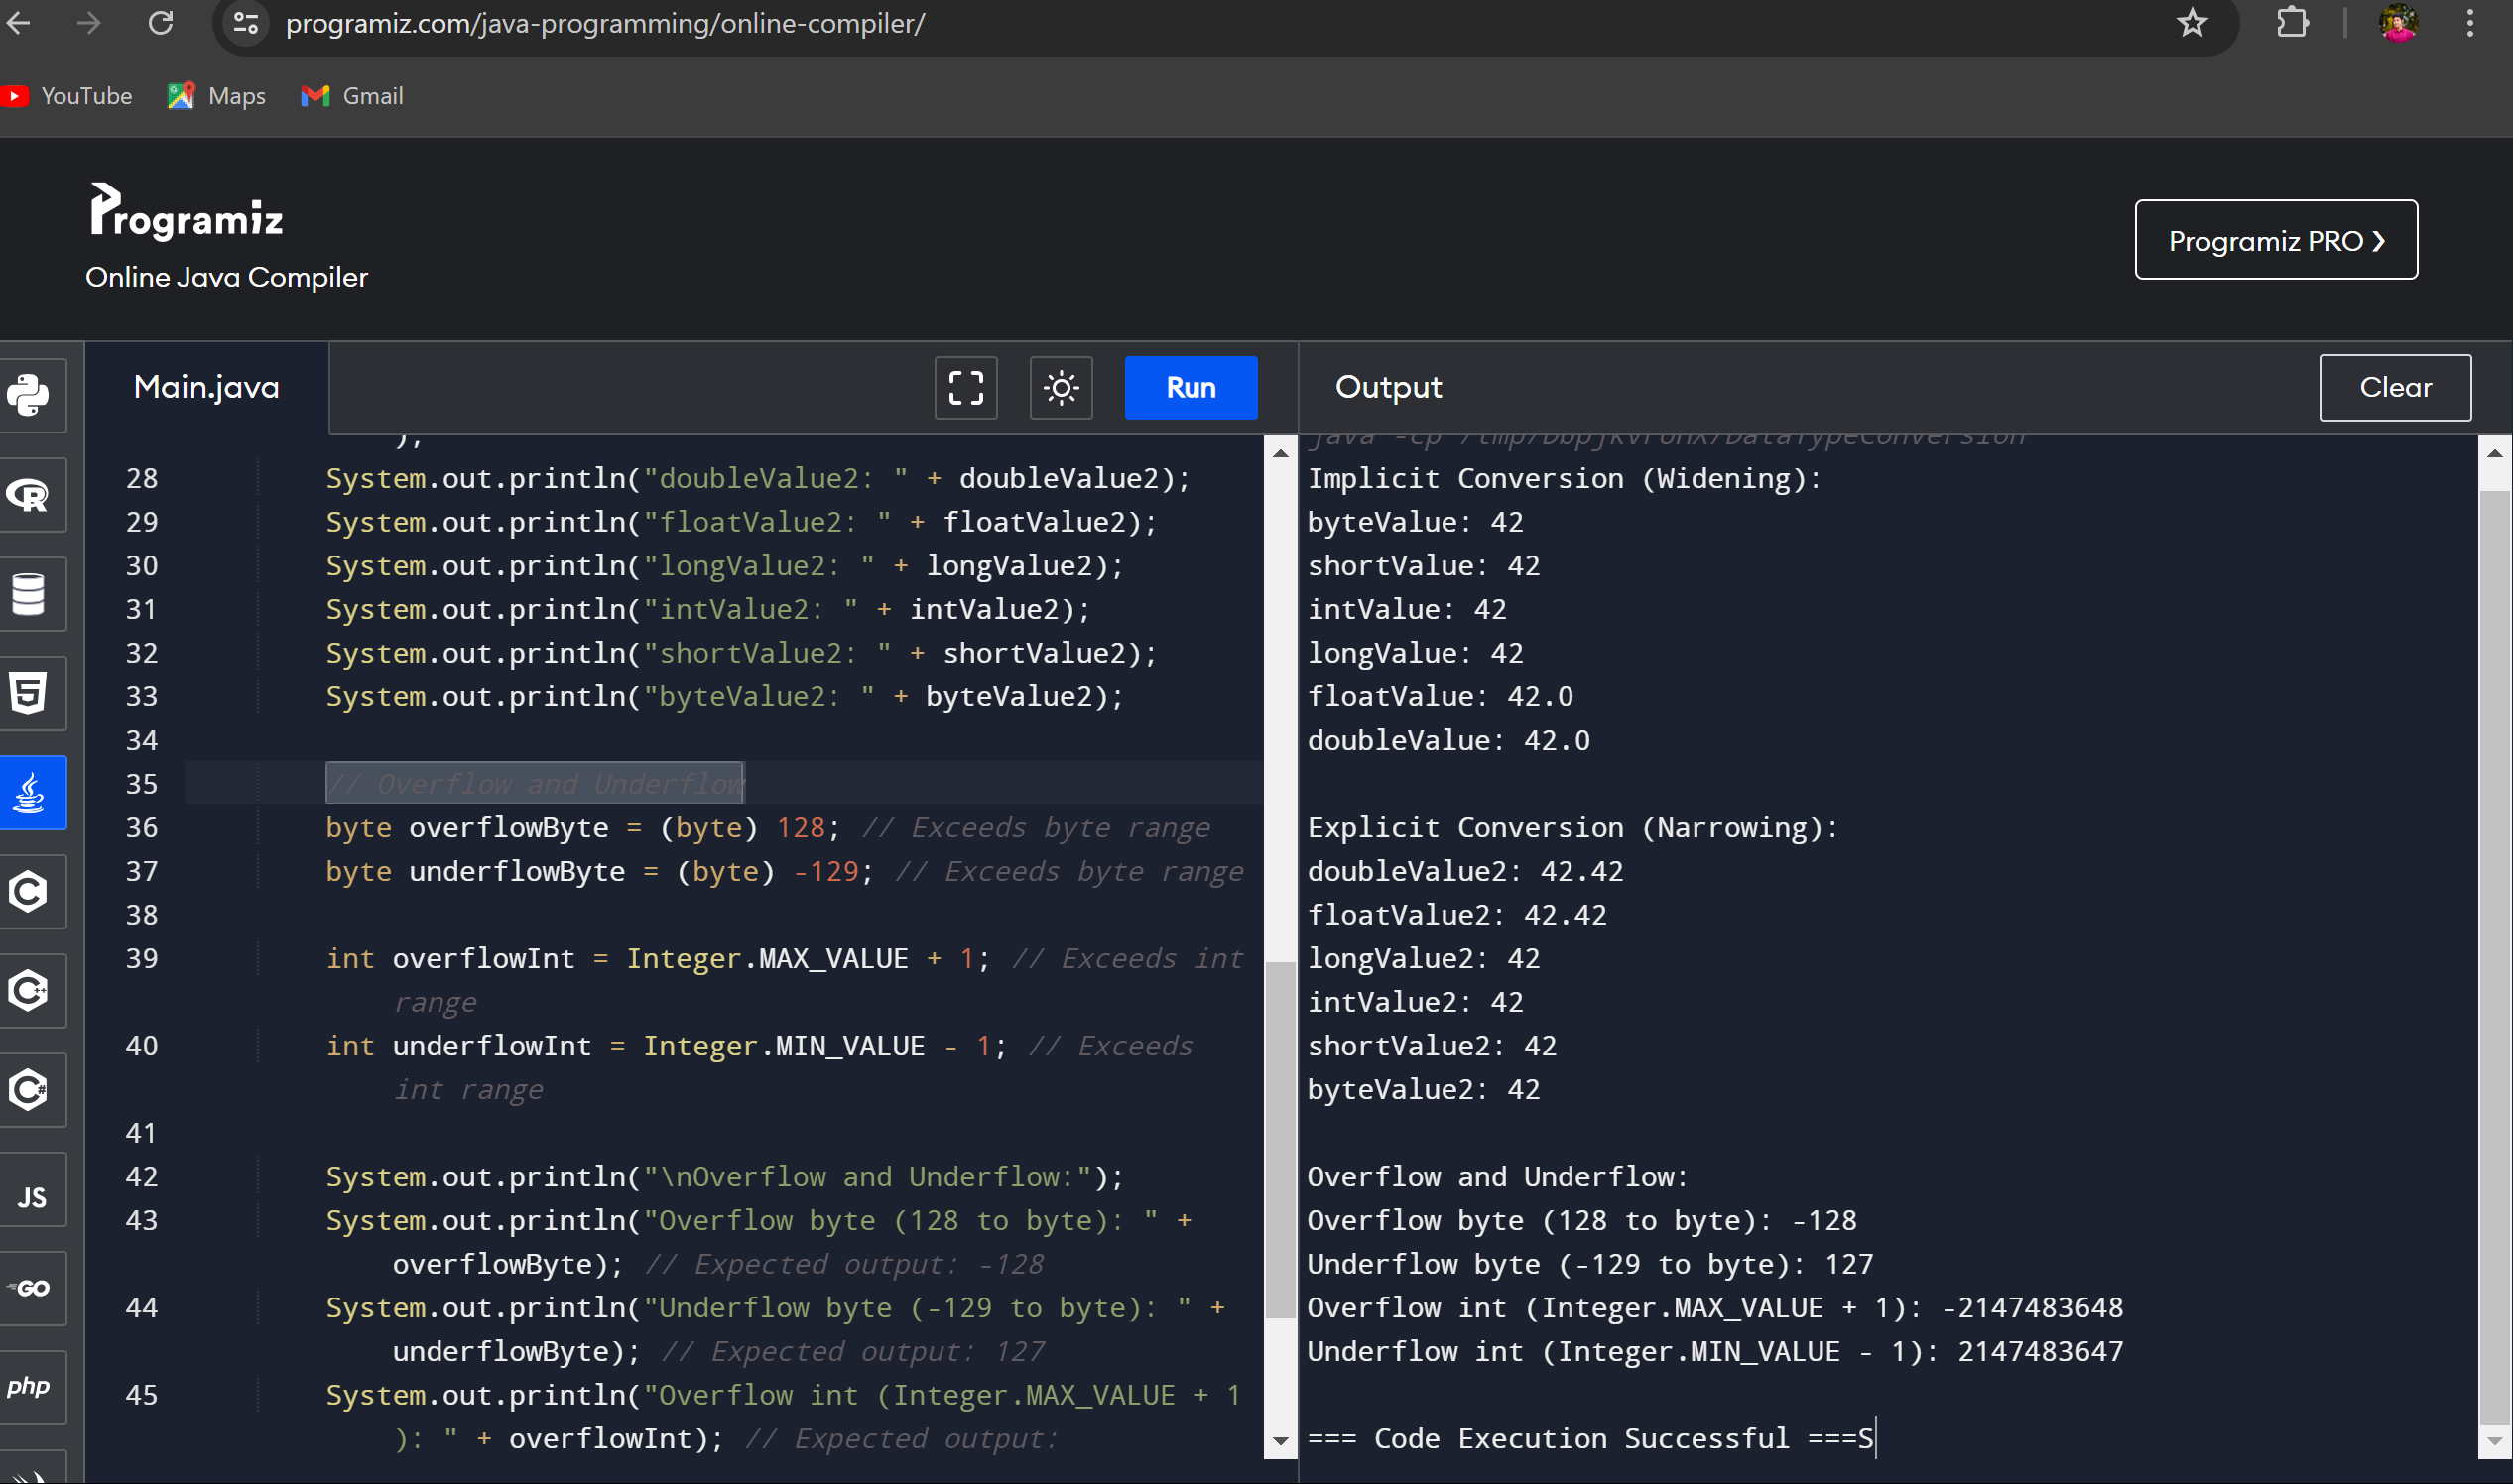 programiz.com/java-programming/online-compiler/
YouTube Maps Gmail
Programiz
Online Java Compiler
Programiz PRO ❯
Main.java
Run
Output
Clear
);
28 System.out.println("doubleValue2: " + doubleValue2);
29 System.out.println("floatValue2: " + floatValue2);
30 System.out.println("longValue2: " + longValue2);
31 System.out.println("intValue2: " + intValue2);
32 System.out.println("shortValue2: " + shortValue2);
33 System.out.println("byteValue2: " + byteValue2);
34
35 // Overflow and Underflow
36 byte overflowByte = (byte) 128; // Exceeds byte range
37 byte underflowByte = (byte) -129; // Exceeds byte range
38
39 int overflowInt = Integer.MAX_VALUE + 1; // Exceeds int
range
40 int underflowInt = Integer.MIN_VALUE - 1; // Exceeds
int range
41
42 System.out.println("\nOverflow and Underflow:");
43 System.out.println("Overflow byte (128 to byte): " +
overflowByte); // Expected output: -128
44 System.out.println("Underflow byte (-129 to byte): " +
underflowByte); // Expected output: 127
45 System.out.println("Overflow int (Integer.MAX_VALUE + 1
): " + overflowInt); // Expected output:
java -cp
Implicit Conversion (Widening):
byteValue: 42
shortValue: 42
intValue: 42
longValue: 42
floatValue: 42.0
doubleValue: 42.0
Explicit Conversion (Narrowing):
doubleValue2: 42.42
floatValue2: 42.42
longValue2: 42
intValue2: 42
shortValue2: 42
byteValue2: 42
Overflow and Underflow:
Overflow byte (128 to byte): -128
Underflow byte (-129 to byte): 127
Overflow int (Integer.MAX_VALUE + 1): -2147483648
Underflow int (Integer.MIN_VALUE - 1): 2147483647
=== Code Execution Successful ===S
R
5
C
C++
C#
JS
GO
php